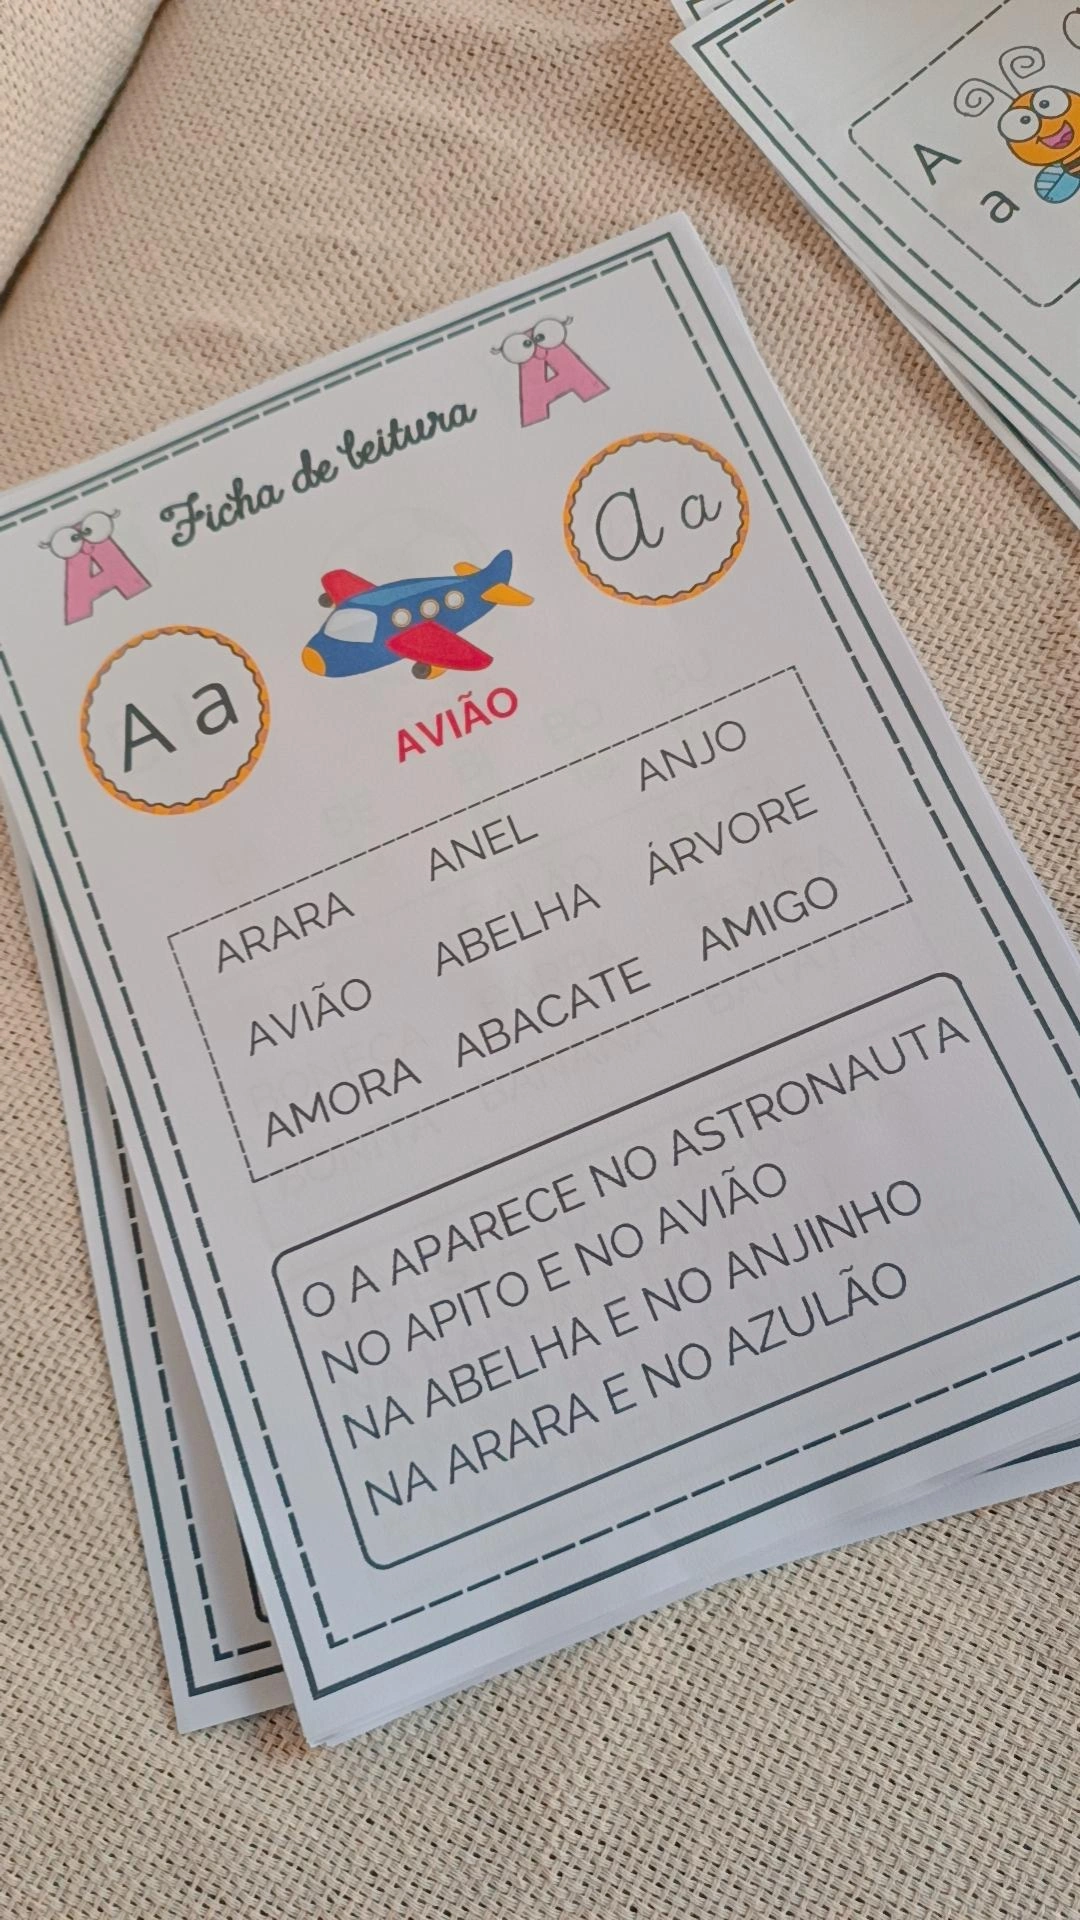 Ficha de leitura
A a
A a
AVIÃO
ARARA ANEL ANJO
AVIÃO ABELHA ÁRVORE
AMORA ABACATE AMIGO
O A APARECE NO ASTRONAUTA
NO APITO E NO AVIÃO
NA ABELHA E NO ANJINHO
NA ARARA E NO AZULÃO
A
a